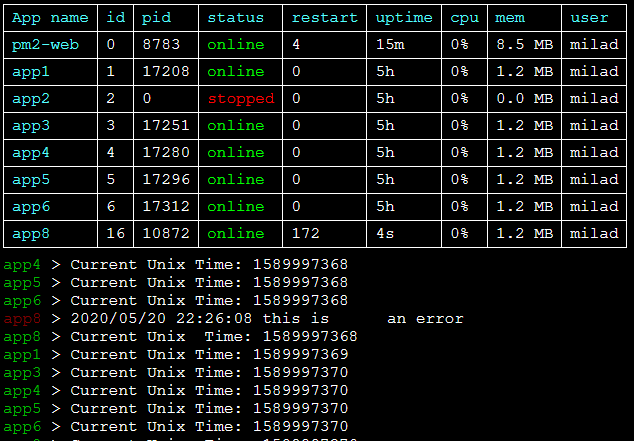 App name id pid status restart uptime cpu mem user
pm2-web 0 8783 online 4 15m 0% 8.5 MB milad
app1 1 17208 online 0 5h 0% 1.2 MB milad
app2 2 0 stopped 0 5h 0% 0.0 MB milad
app3 3 17251 online 0 5h 0% 1.2 MB milad
app4 4 17280 online 0 5h 0% 1.2 MB milad
app5 5 17296 online 0 5h 0% 1.2 MB milad
app6 6 17312 online 0 5h 0% 1.2 MB milad
app8 16 10872 online 172 4s 0% 1.2 MB milad
app4 > Current Unix Time: 1589997368
app5 > Current Unix Time: 1589997368
app6 > Current Unix Time: 1589997368
app8 > 2020/05/20 22:26:08 this is      an error
app8 > Current Unix  Time: 1589997368
app1 > Current Unix Time: 1589997369
app3 > Current Unix Time: 1589997370
app4 > Current Unix Time: 1589997370
app5 > Current Unix Time: 1589997370
app6 > Current Unix Time: 1589997370